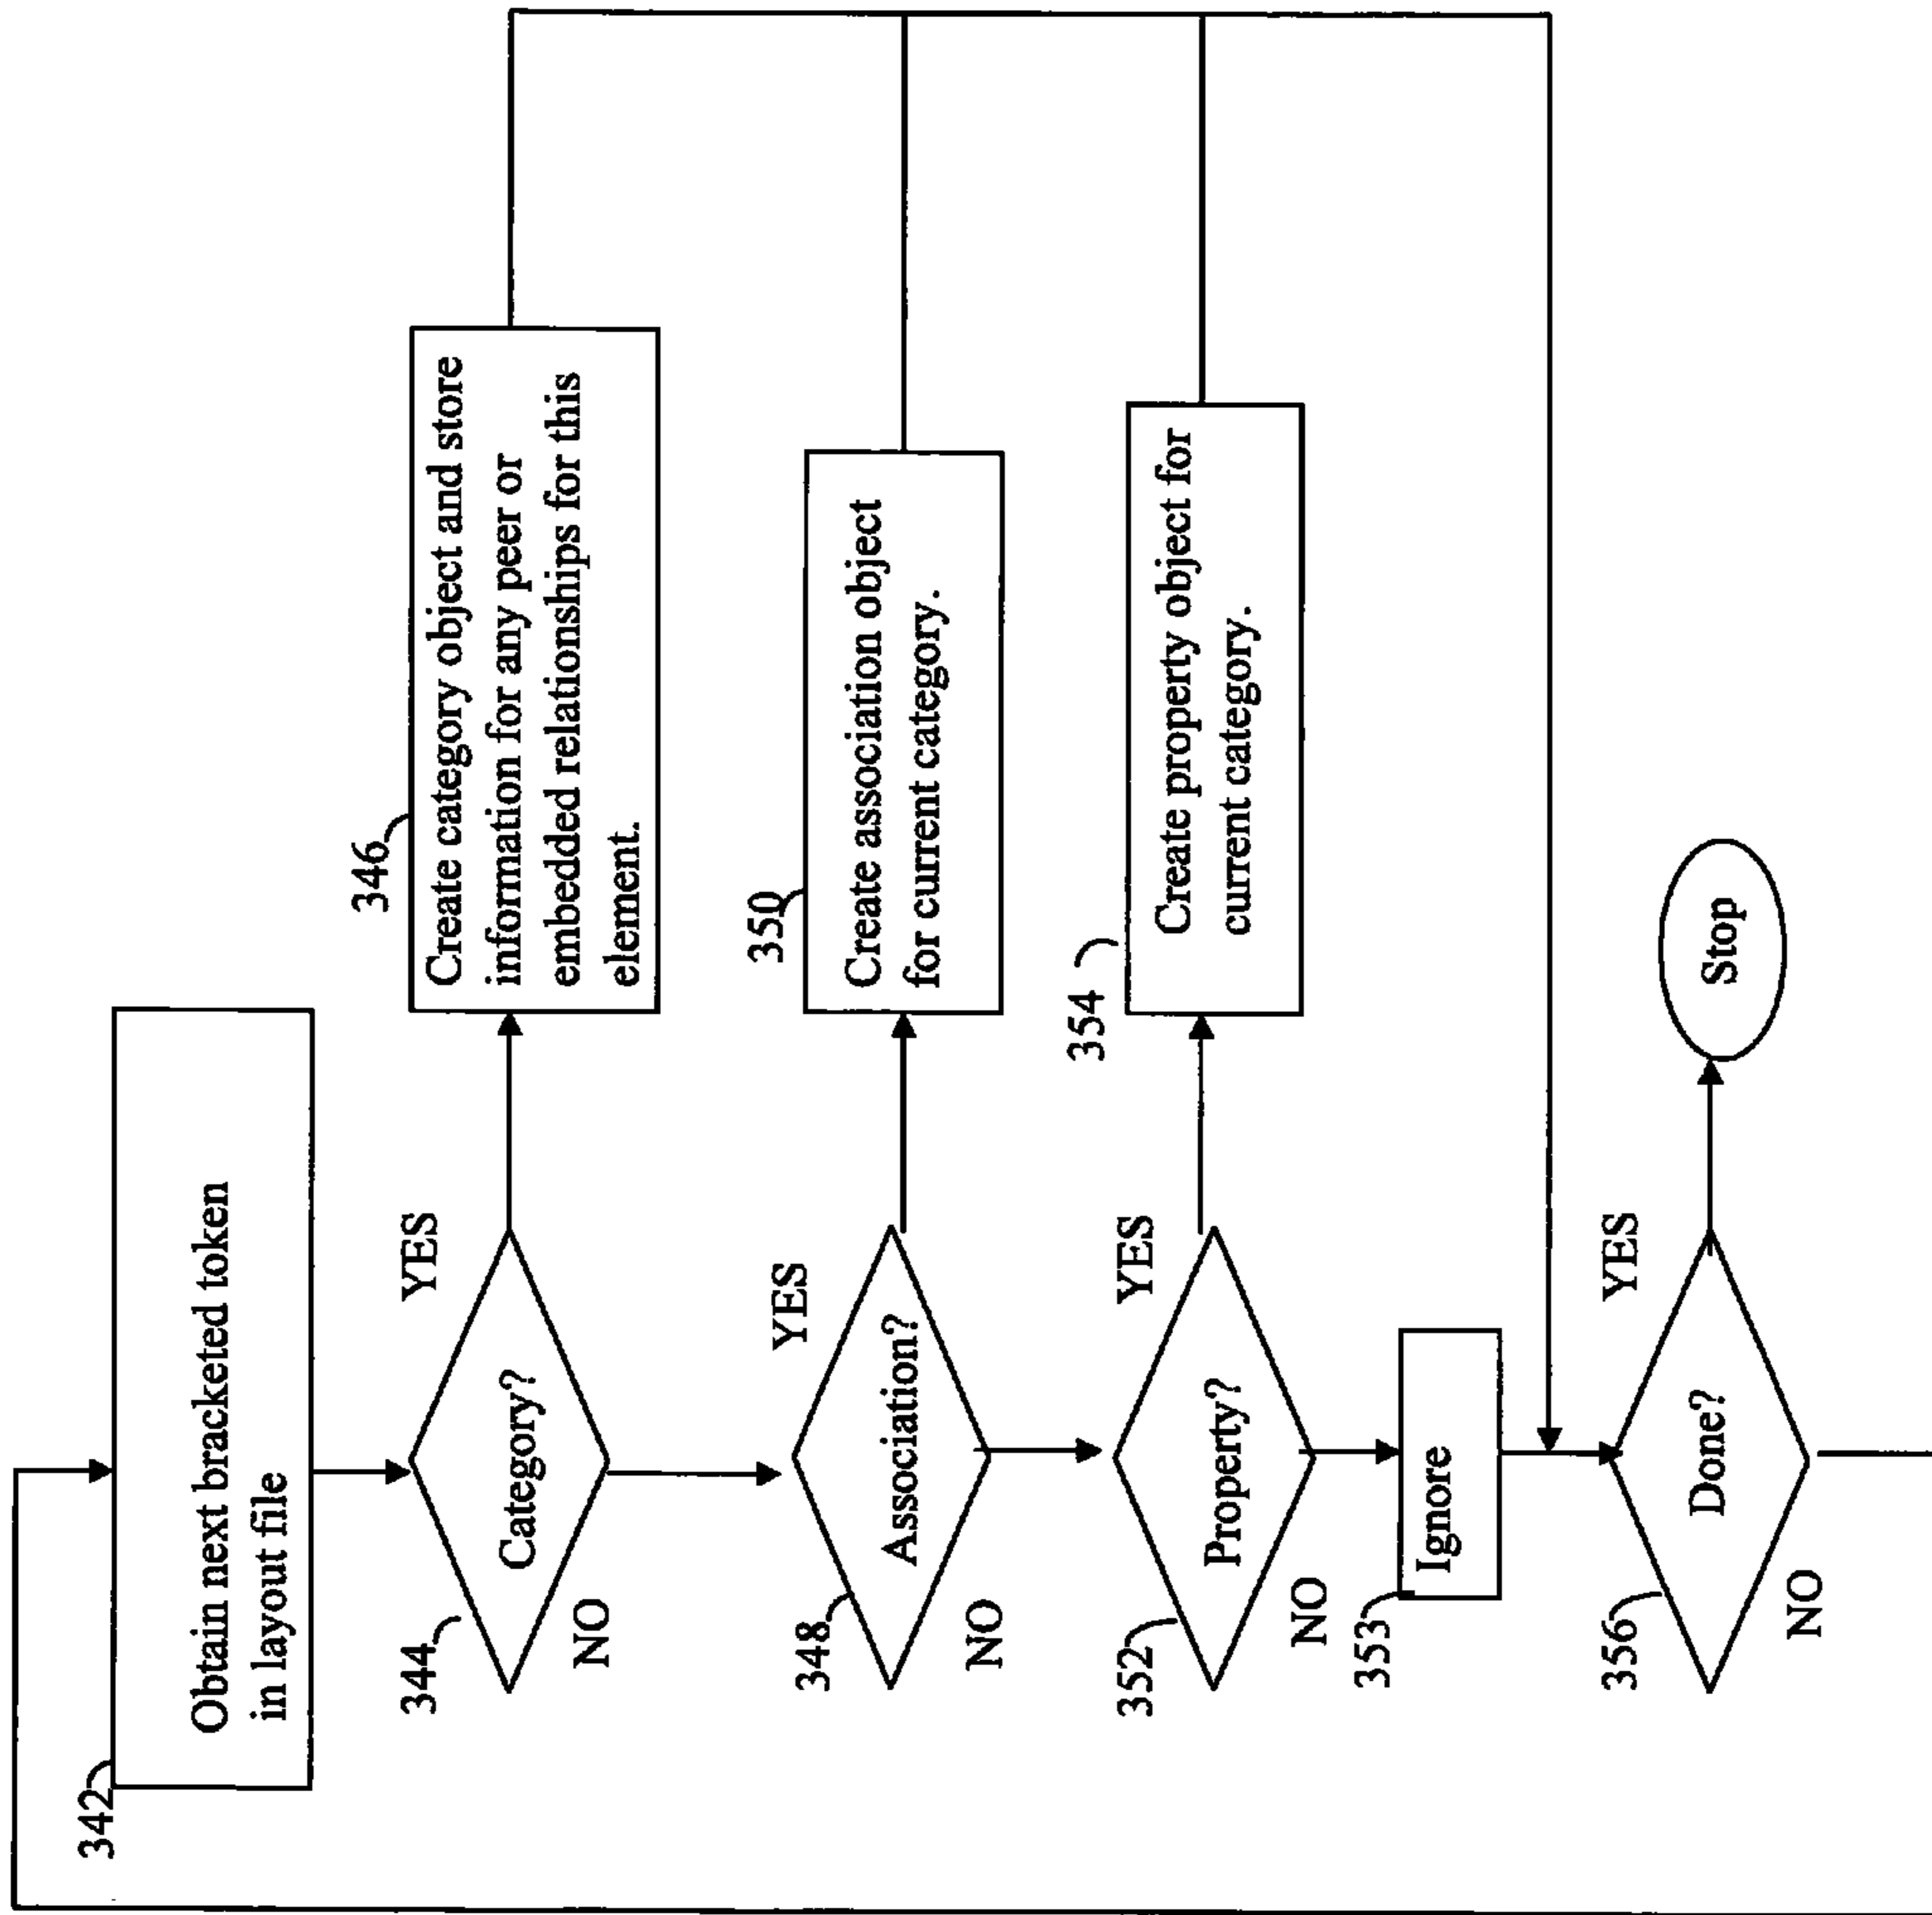 342
Obtain next bracketed token
in layout file
344
Category?
YES
NO
346
Create category object and store
information for any peer or
embedded relationships for this
element.
348
Association?
YES
NO
350
Create association object
for current category.
352
Property?
YES
NO
354
Create property object for
current category.
353
Ignore
356
Done?
YES
NO
Stop